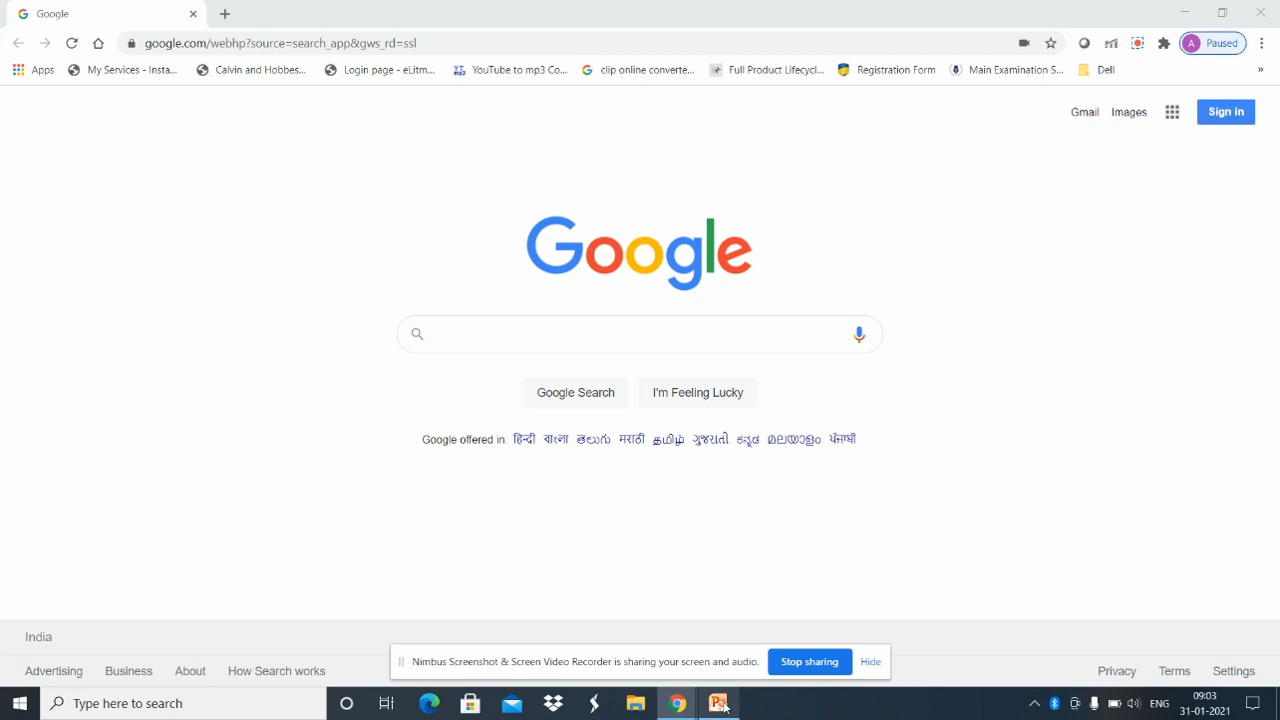 Google
google.com/webhp?source=search_app&gws_rd=ssl
Paused
Apps My Services - Insta... Calvin and Hobbes... Login page - eLitm... YouTube to mp3 Co... clip online converte... Full Product Lifecycl... Registration Form Main Examination S... Dell »
Gmail Images Sign in
Google
Google Search I'm Feeling Lucky
Google offered in: हिन्दी বাংলা తెలుగు मराठी தமிழ் ગુજરાતી ಕನ್ನಡ മലയാളം ਪੰਜਾਬੀ
India
Nimbus Screenshot & Screen Video Recorder is sharing your screen and audio. Stop sharing Hide
Advertising Business About How Search works Privacy Terms Settings
Type here to search ENG 09:03
31-01-2021